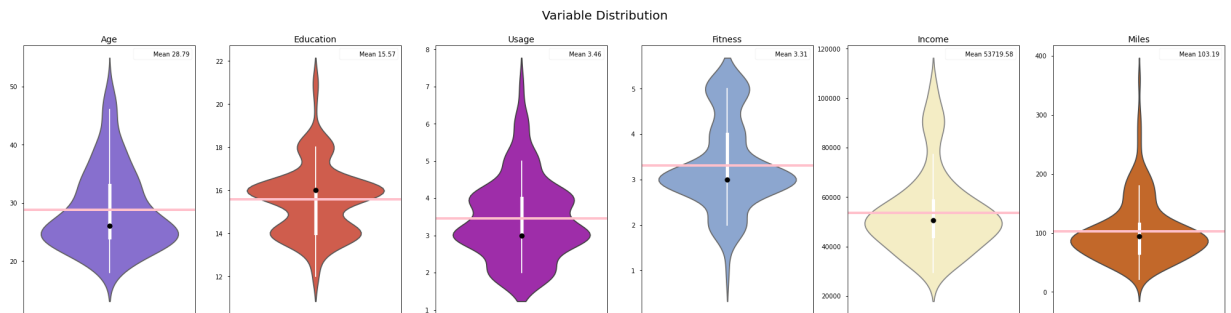 Variable Distribution
Age
Mean 28.79
50
40
30
20
Education
Mean 15.57
22
20
18
16
14
12
Usage
Mean 3.46
8
7
6
5
4
3
2
1
Fitness
Mean 3.31
5
4
3
2
1
Income
Mean 53719.58
120000
100000
80000
60000
40000
20000
Miles
Mean 103.19
400
300
200
100
0